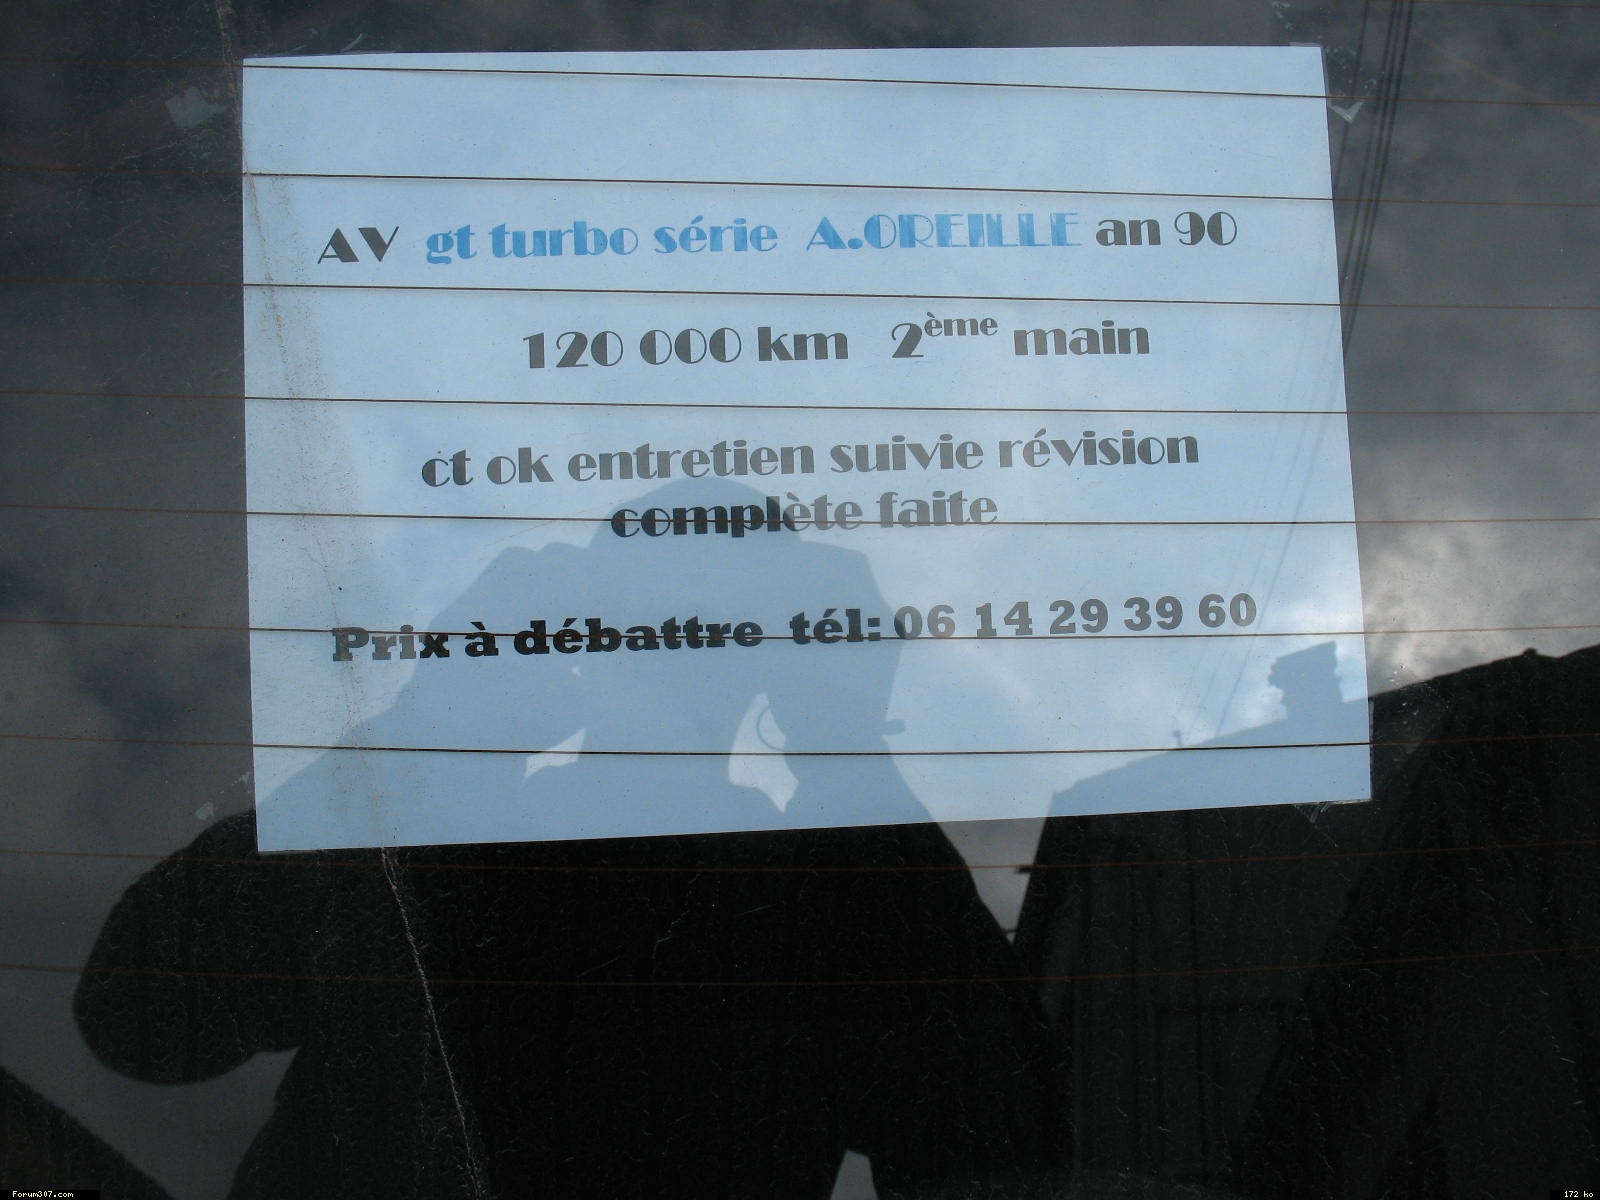 AV gt turbo série A.OREILLE an 90
120 000 km 2ème main
ct ok entretien suivie révision
complète faite
Prix à débattre tél: 06 14 29 39 60
Forum307.com
172 ko